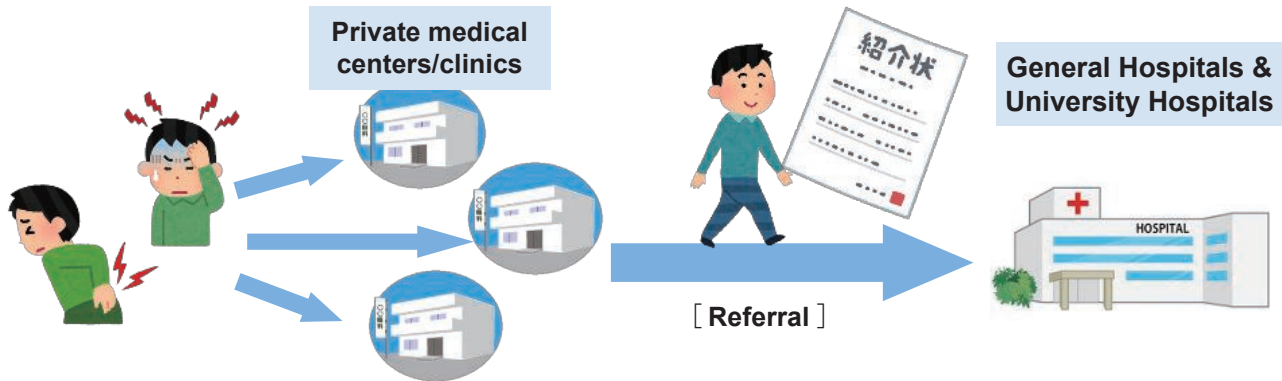 Private medical
centers/clinics
紹介状
General Hospitals &
University Hospitals
HOSPITAL
［Referral］